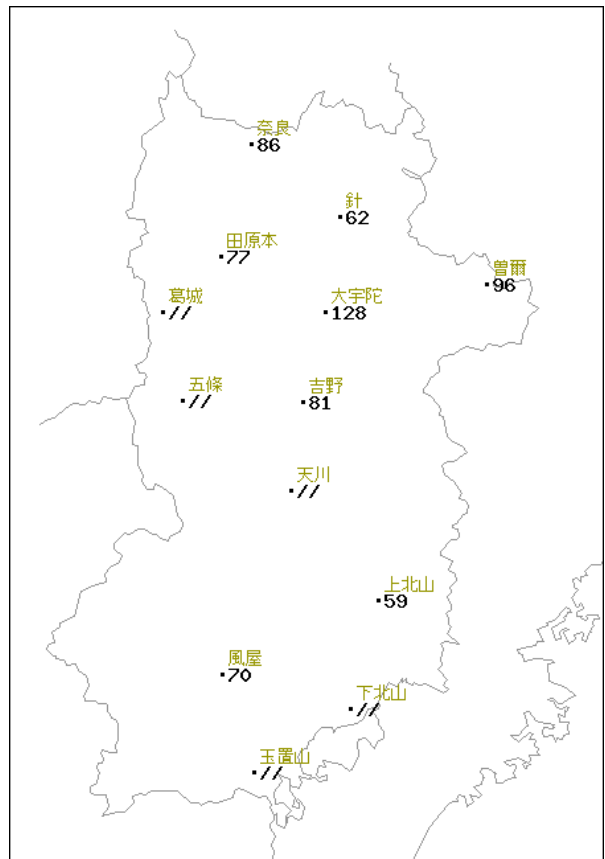 奈良
86
針
62
田原本
77
曽爾
96
葛城
//
大宇陀
128
五條
//
吉野
81
天川
//
上北山
59
風屋
70
下北山
//
玉置山
//